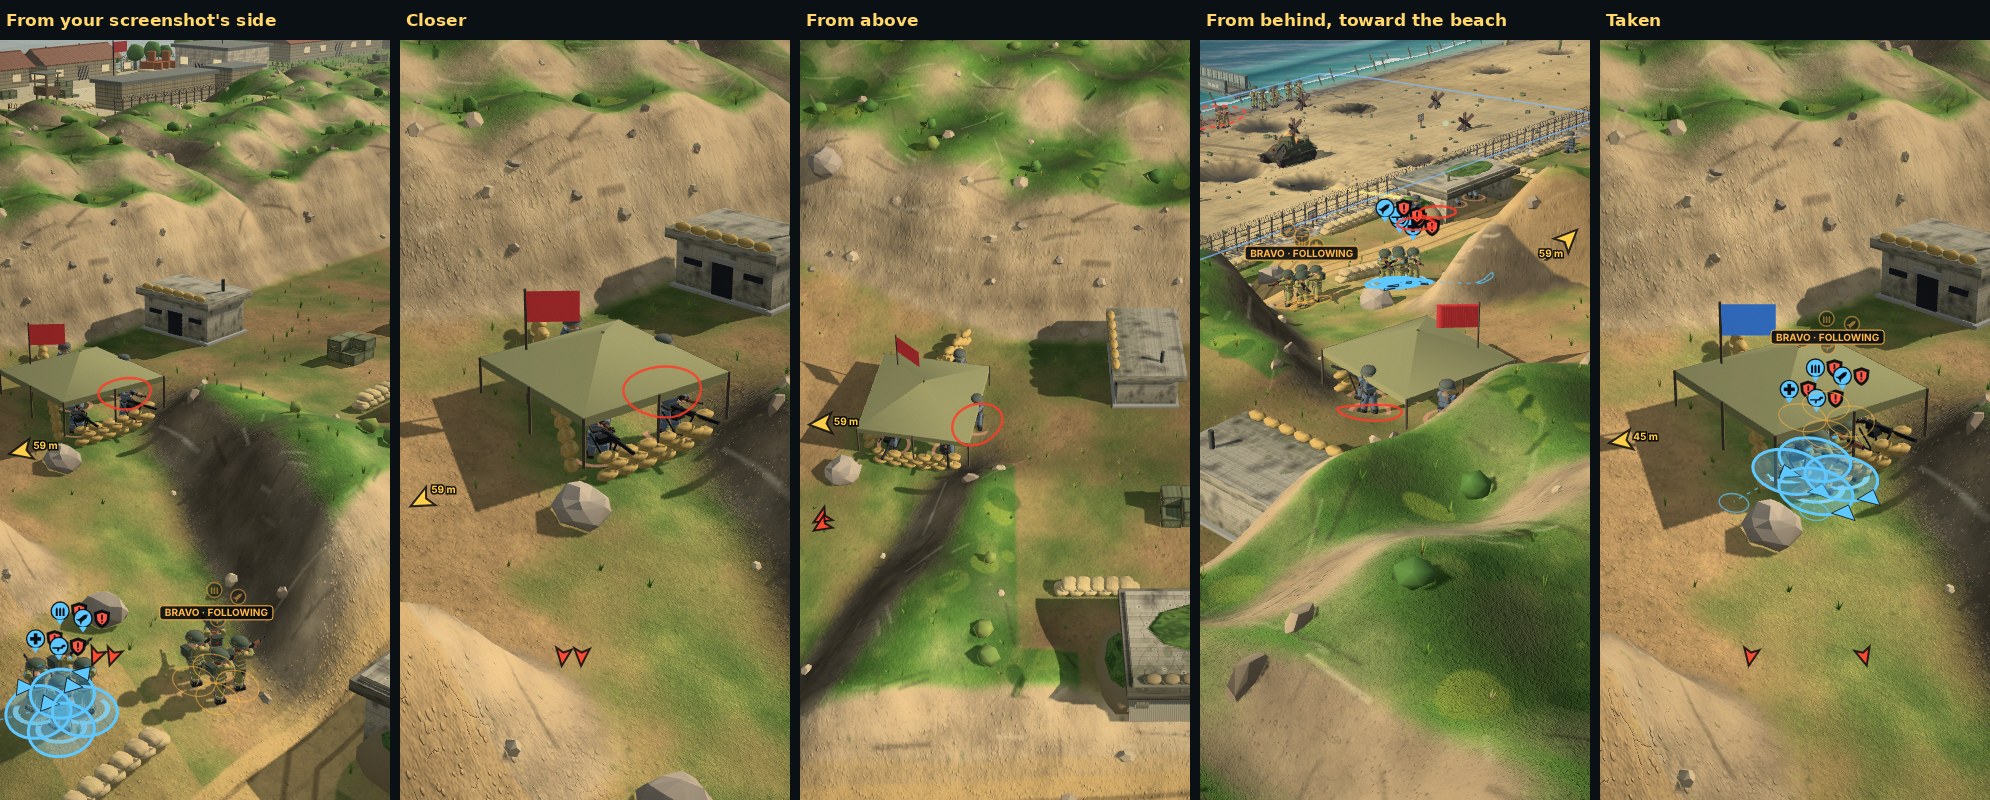 From your screenshot's side
59 m
BRAVO · FOLLOWING
Closer
59 m
From above
59 m
From behind, toward the beach
BRAVO · FOLLOWING
59 m
Taken
BRAVO · FOLLOWING
45 m